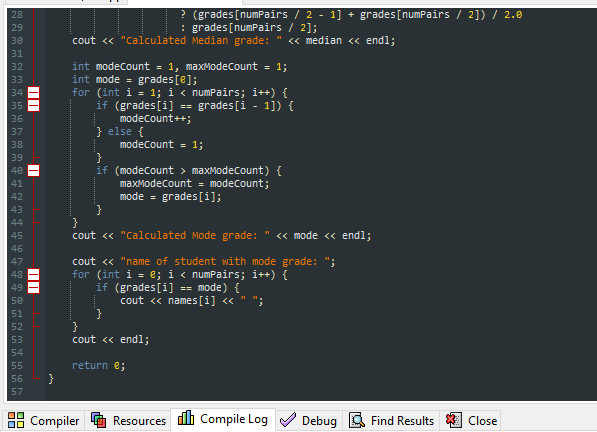 28 ? (grades[numPairs / 2 - 1] + grades[numPairs / 2]) / 2.0
29 : grades[numPairs / 2];
30 cout << "Calculated Median grade: " << median << endl;
31
32 int modeCount = 1, maxModeCount = 1;
33 int mode = grades[0];
34 for (int i = 1; i < numPairs; i++) {
35 if (grades[i] == grades[i - 1]) {
36 modeCount++;
37 } else {
38 modeCount = 1;
39 }
40 if (modeCount > maxModeCount) {
41 maxModeCount = modeCount;
42 mode = grades[i];
43 }
44 }
45 cout << "Calculated Mode grade: " << mode << endl;
46
47 cout << "name of student with mode grade: ";
48 for (int i = 0; i < numPairs; i++) {
49 if (grades[i] == mode) {
50 cout << names[i] << " ";
51 }
52 }
53 cout << endl;
54
55 return 0;
56 }
57
Compiler Resources Compile Log Debug Find Results Close